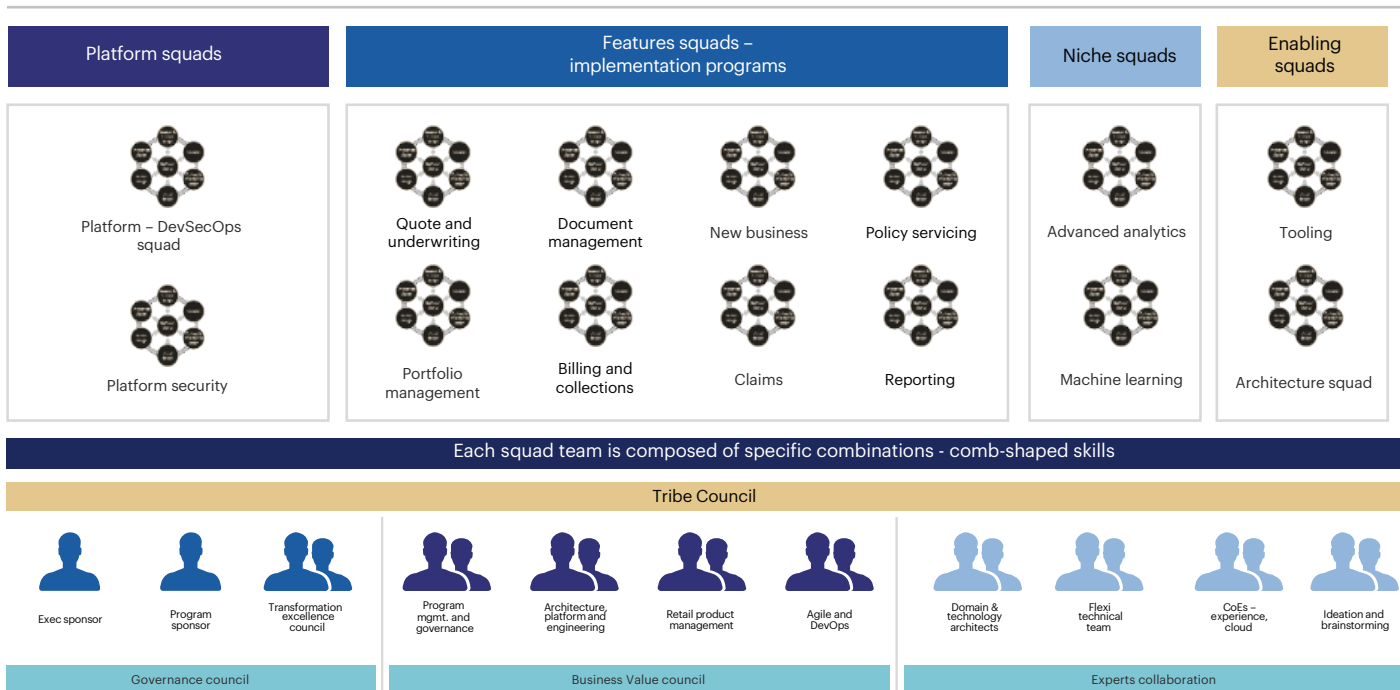 Platform squads
Features squads –
implementation programs
Niche squads
Enabling
squads
Platform – DevSecOps
squad
Platform security
Quote and
underwriting
Document
management
New business
Policy servicing
Portfolio
management
Billing and
collections
Claims
Reporting
Advanced analytics
Machine learning
Tooling
Architecture squad
Each squad team is composed of specific combinations - comb-shaped skills
Tribe Council
Exec sponsor
Program
sponsor
Transformation
excellence
council
Program
mgmt. and
governance
Architecture,
platform and
engineering
Retail product
management
Agile and
DevOps
Domain &
technology
architects
Flexi
technical
team
CoEs –
experience,
cloud
Ideation and
brainstorming
Governance council
Business Value council
Experts collaboration